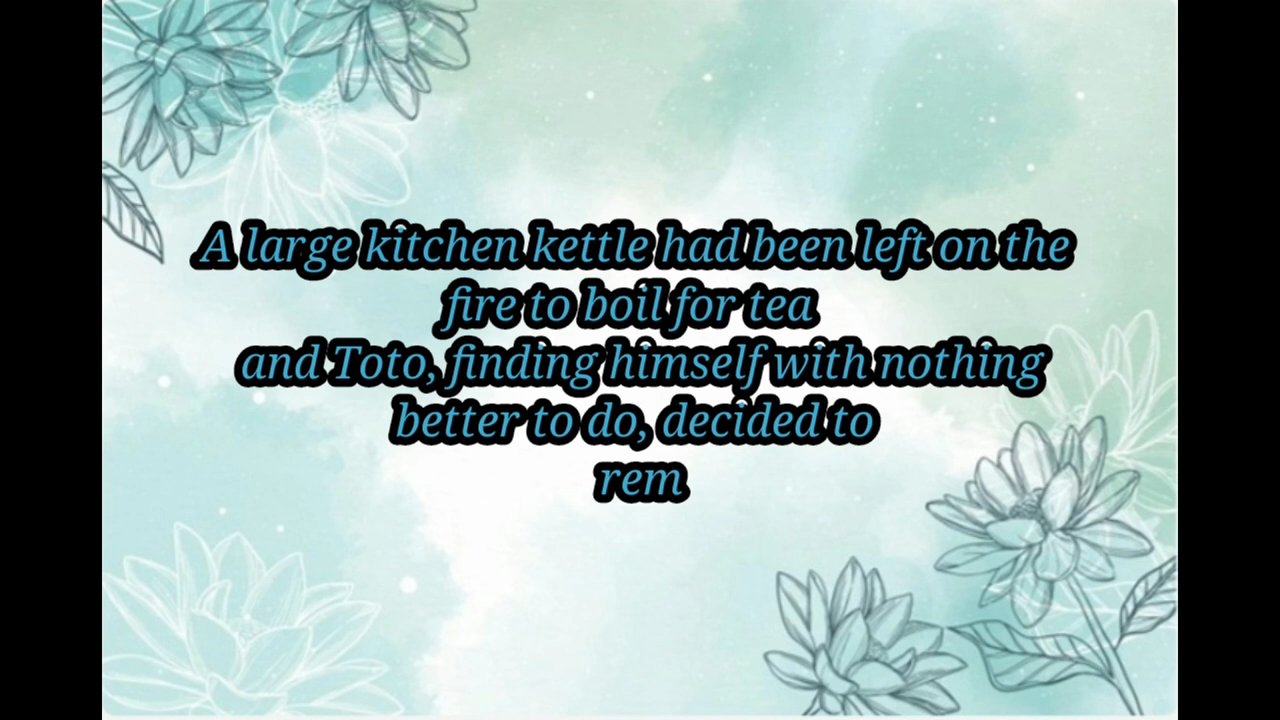 A large kitchen kettle had been left on the
fire to boil for tea
and Toto, finding himself with nothing
better to do, decided to
rem